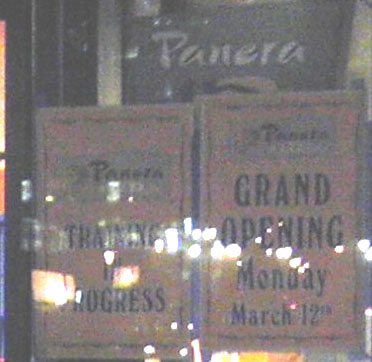 Panera
Panera
TRAINING
IN
PROGRESS
Panera
GRAND
OPENING
Monday
March 12th